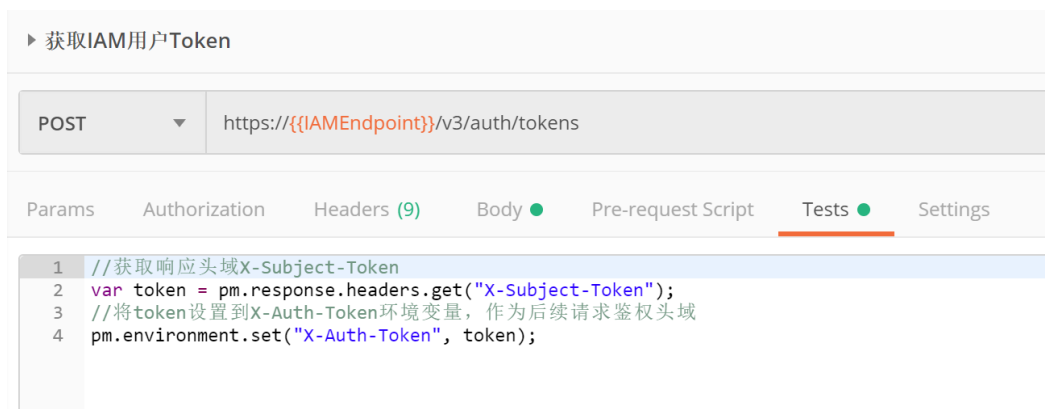 获取IAM用户Token
POST https://{{IAMEndpoint}}/v3/auth/tokens
Params Authorization Headers (9) Body Pre-request Script Tests Settings
1 //获取响应头域X-Subject-Token
2 var token = pm.response.headers.get("X-Subject-Token");
3 //将token设置到X-Auth-Token环境变量，作为后续请求鉴权头域
4 pm.environment.set("X-Auth-Token", token);